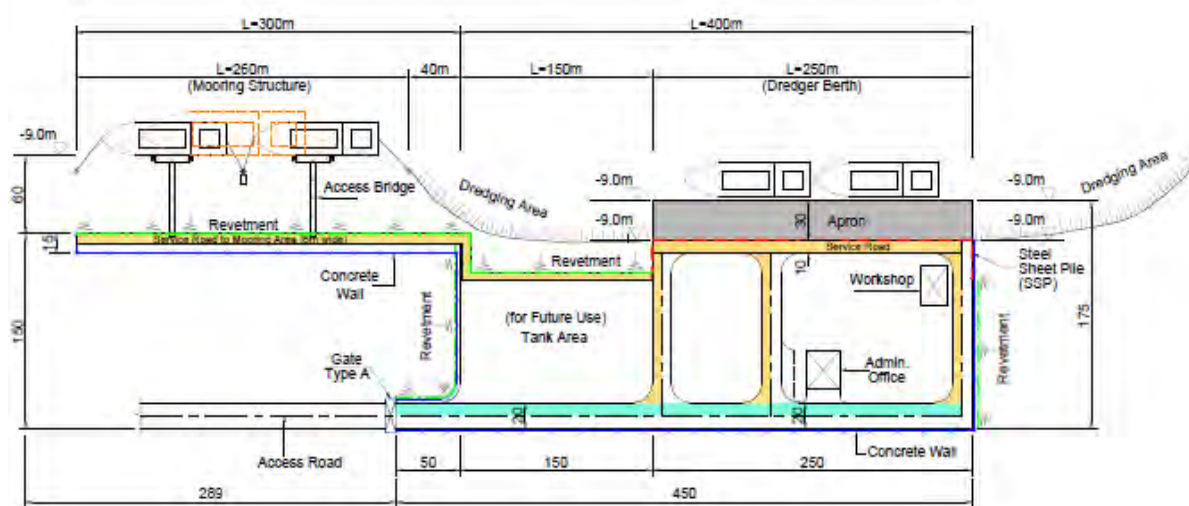 L=300m
L=400m
L=260m
(Mooring Structure)
40m
L=150m
L=250m
(Dredger Berth)
-9.0m
-9.0m
-9.0m
Dredging Area
Dredging Area
60
Access Bridge
-9.0m
30
Apron
-9.0m
Revetment
15
Service Road to Mooring Area (6m wide)
Service Road
Revetment
10
Steel
Sheet Pile
(SSP)
Concrete
Wall
Workshop
150
Revetment
(for Future Use)
Tank Area
175
Revetment
Gate
Type A
Admin.
Office
20
20
Access Road
Concrete Wall
50
150
250
289
450